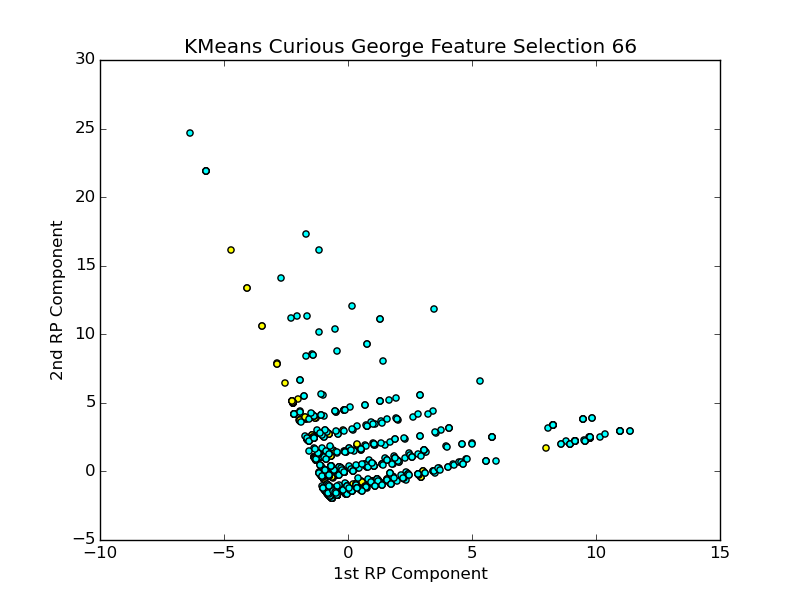 KMeans Curious George Feature Selection 66
30
25
20
15
10
5
0
−5
2nd RP Component
−10 −5 0 5 10 15
1st RP Component